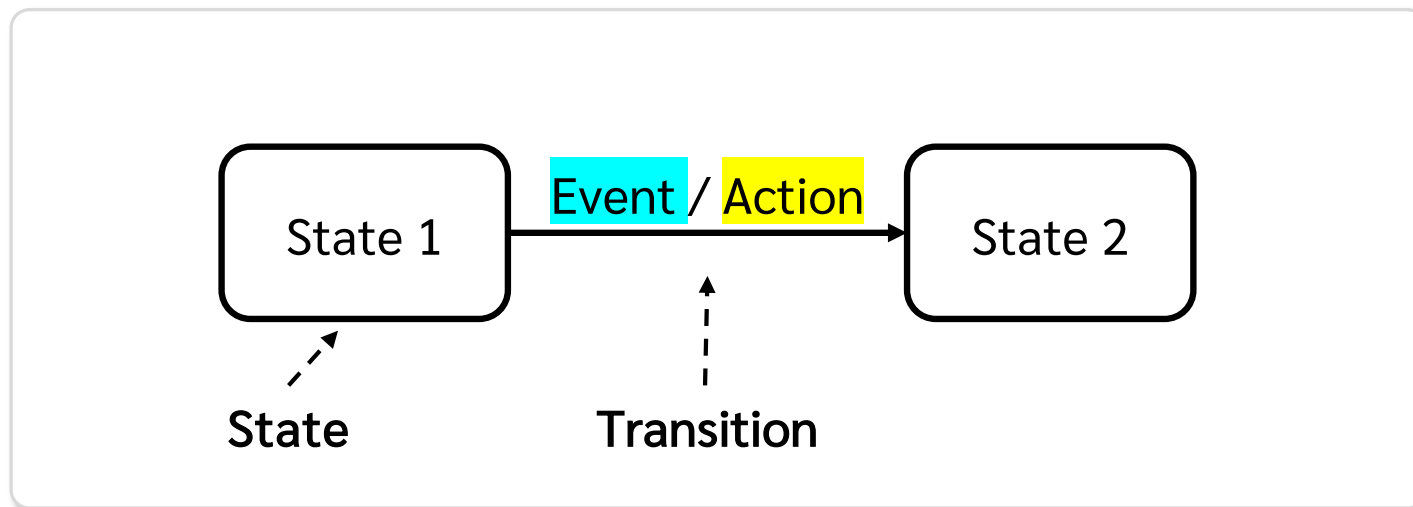 Event / Action
State 1
State 2
State
Transition